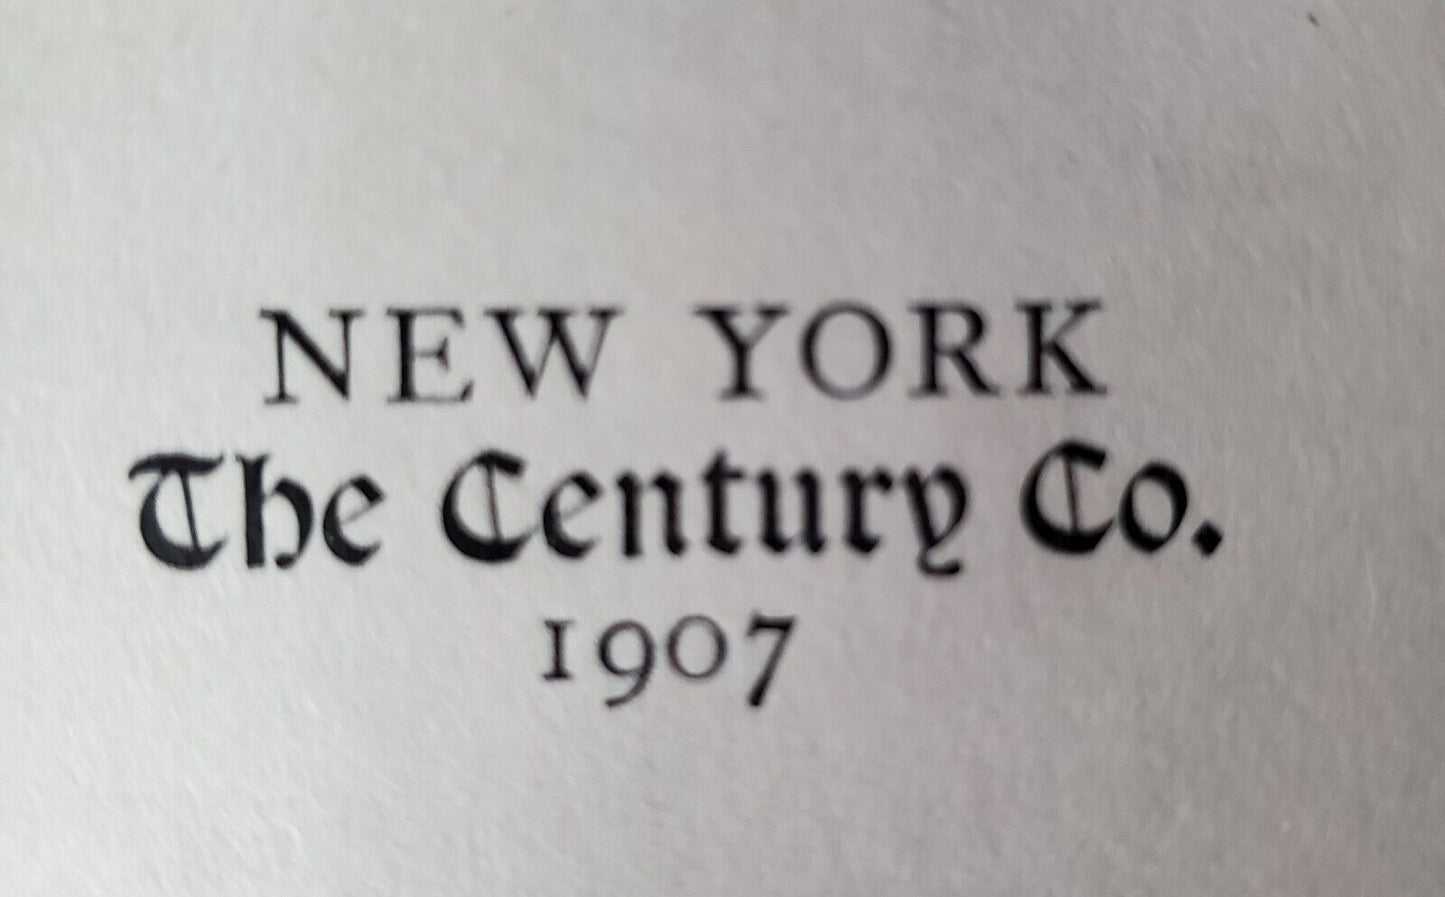 NEW YORK
The Century Co.
1907